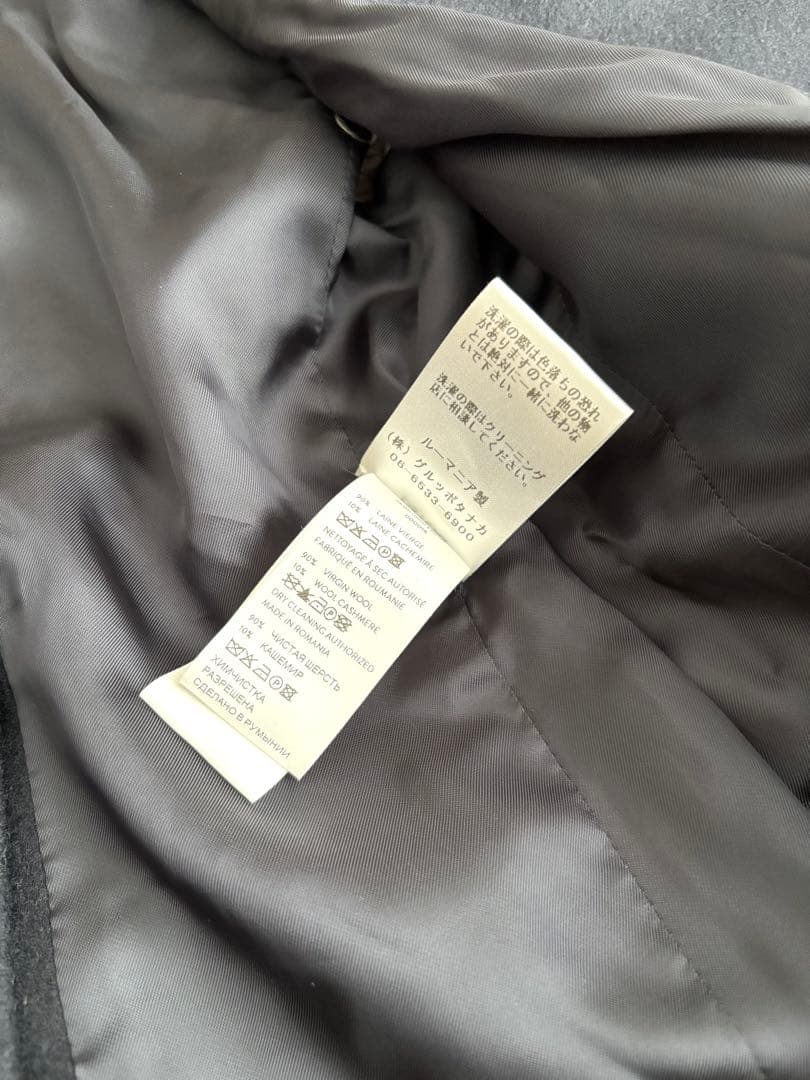 洗濯の際は色落ちの恐れ
がありますので、他の物
とは絶対に一緒に洗わな
いで下さい。
洗濯の際はクリーニング
店に相談してください。
ルーマニア製
(株) グルッポタナカ
06-6533-6900
90% LAINE VIERGE
10% LAINE CACHEMIRE
NETTOYAGE À SEC AUTORISÉ
FABRIQUÉ EN ROUMANIE
90% VIRGIN WOOL
10% WOOL CASHMERE
DRY CLEANING AUTHORIZED
MADE IN ROMANIA
90% ЧИСТАЯ ШЕРСТЬ
10% КАШЕМИР
ХИМЧИСТКА
РАЗРЕШЕНА
СДЕЛАНО В РУМЫНИИ